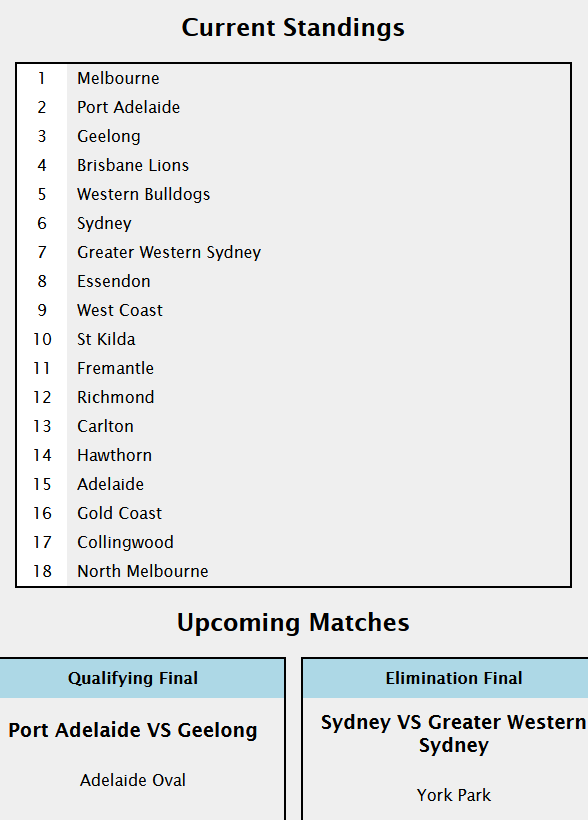 Current Standings
1 Melbourne
2 Port Adelaide
3 Geelong
4 Brisbane Lions
5 Western Bulldogs
6 Sydney
7 Greater Western Sydney
8 Essendon
9 West Coast
10 St Kilda
11 Fremantle
12 Richmond
13 Carlton
14 Hawthorn
15 Adelaide
16 Gold Coast
17 Collingwood
18 North Melbourne
Upcoming Matches
Qualifying Final
Port Adelaide VS Geelong
Adelaide Oval
Elimination Final
Sydney VS Greater Western
Sydney
York Park